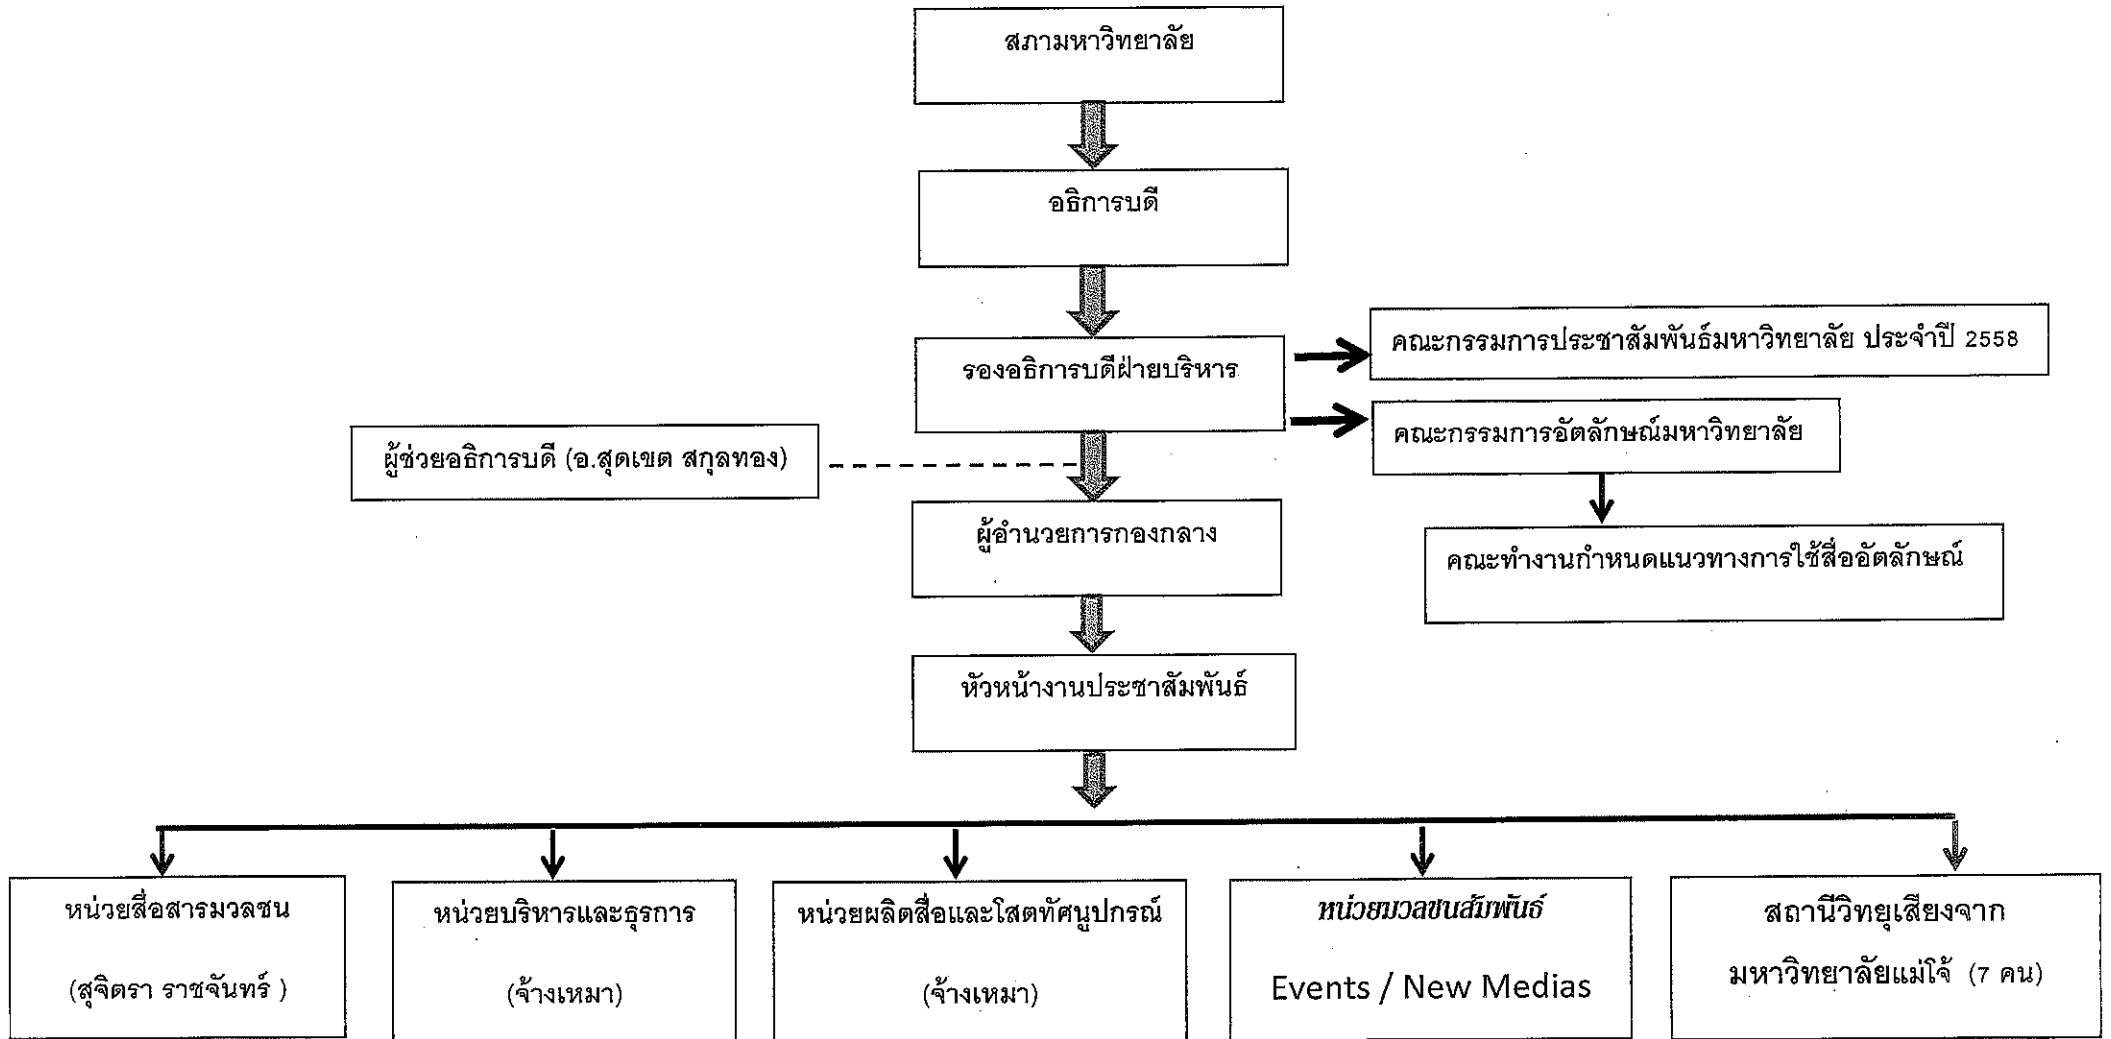 สภามหาวิทยาลัย
อธิการบดี
รองอธิการบดีฝ่ายบริหาร
คณะกรรมการประชาสัมพันธ์มหาวิทยาลัย ประจำปี 2558
คณะกรรมการอัตลักษณ์มหาวิทยาลัย
ผู้ช่วยอธิการบดี (อ.สุดเขต สกุลทอง)
ผู้อำนวยการกองกลาง
คณะทำงานกำหนดแนวทางการใช้สื่ออัตลักษณ์
หัวหน้างานประชาสัมพันธ์
หน่วยสื่อสารมวลชน
(สุจิตรา ราชจันทร์ )
หน่วยบริหารและธุรการ
(จ้างเหมา)
หน่วยผลิตสื่อและโสตทัศนูปกรณ์
(จ้างเหมา)
หน่วยมวลชนสัมพันธ์
Events / New Medias
สถานีวิทยุเสียงจาก
มหาวิทยาลัยแม่โจ้ (7 คน)